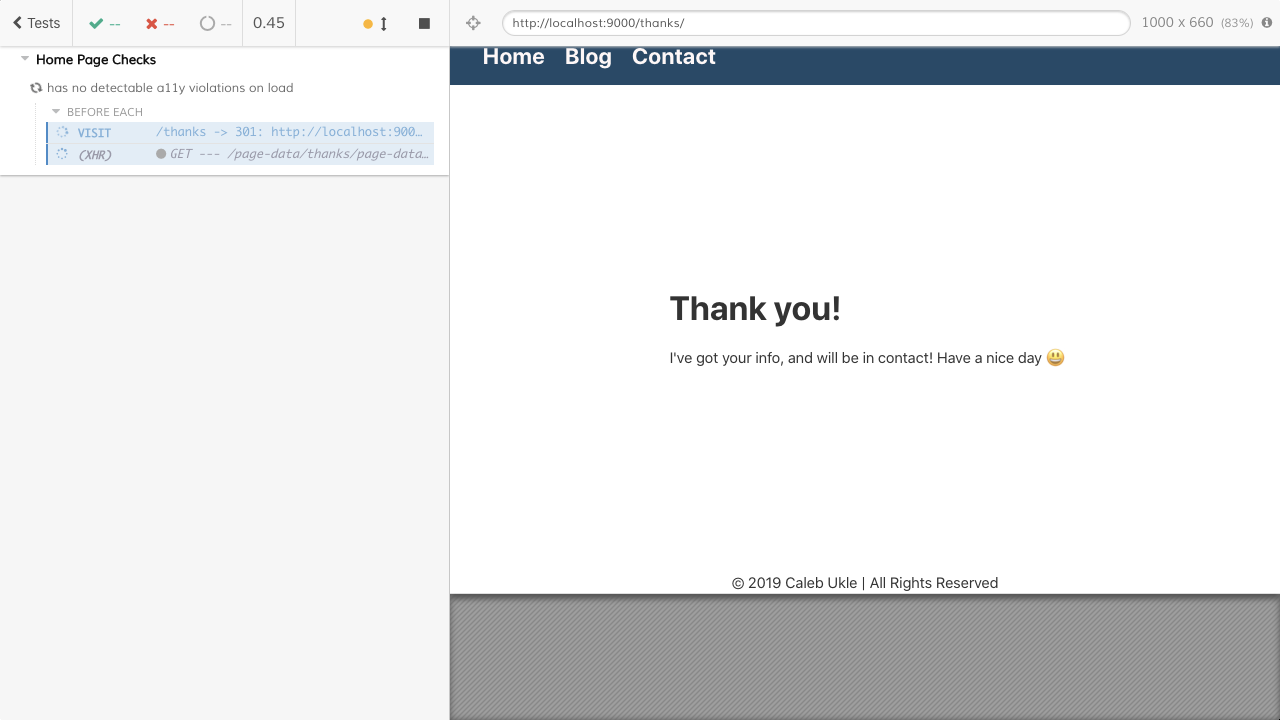 Tests -- -- -- 0.45
http://localhost:9000/thanks/ 1000 x 660 (83%)
Home Page Checks
has no detectable a11y violations on load
BEFORE EACH
VISIT /thanks -> 301: http://localhost:900…
(XHR) GET --- /page-data/thanks/page-data…
Home Blog Contact
Thank you!
I've got your info, and will be in contact! Have a nice day 😃
© 2019 Caleb Ukle | All Rights Reserved